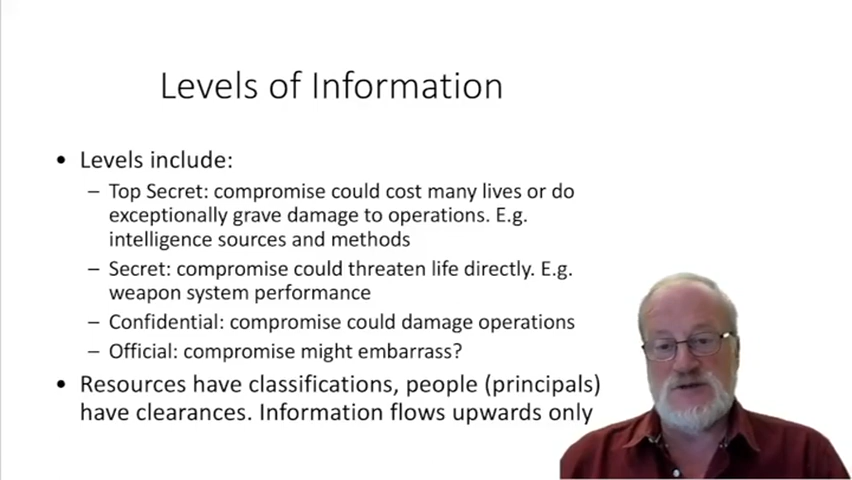 Levels of Information
• Levels include:
– Top Secret: compromise could cost many lives or do
exceptionally grave damage to operations. E.g.
intelligence sources and methods
– Secret: compromise could threaten life directly. E.g.
weapon system performance
– Confidential: compromise could damage operations
– Official: compromise might embarrass?
• Resources have classifications, people (principals)
have clearances. Information flows upwards only